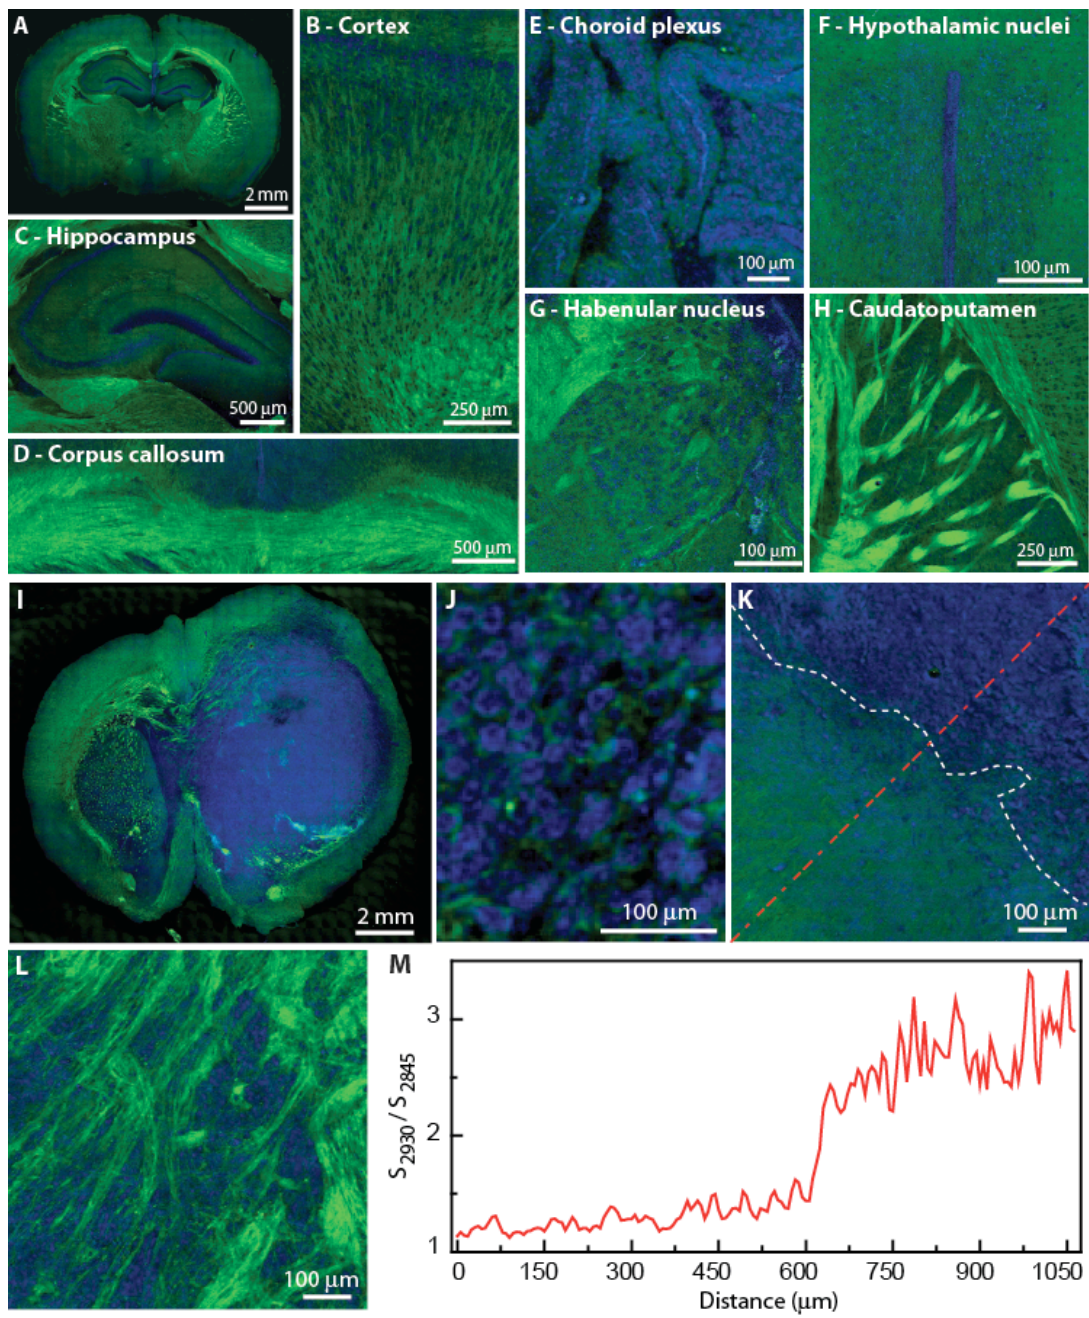 A
2 mm
B - Cortex
250 µm
C - Hippocampus
500 µm
D - Corpus callosum
500 µm
E - Choroid plexus
100 µm
F - Hypothalamic nuclei
100 µm
G - Habenular nucleus
100 µm
H - Caudatoputamen
250 µm
I
2 mm
J
100 µm
K
100 µm
L
100 µm
M
S2930 / S2845
3
2
1
0 150 300 450 600 750 900 1050
Distance (µm)